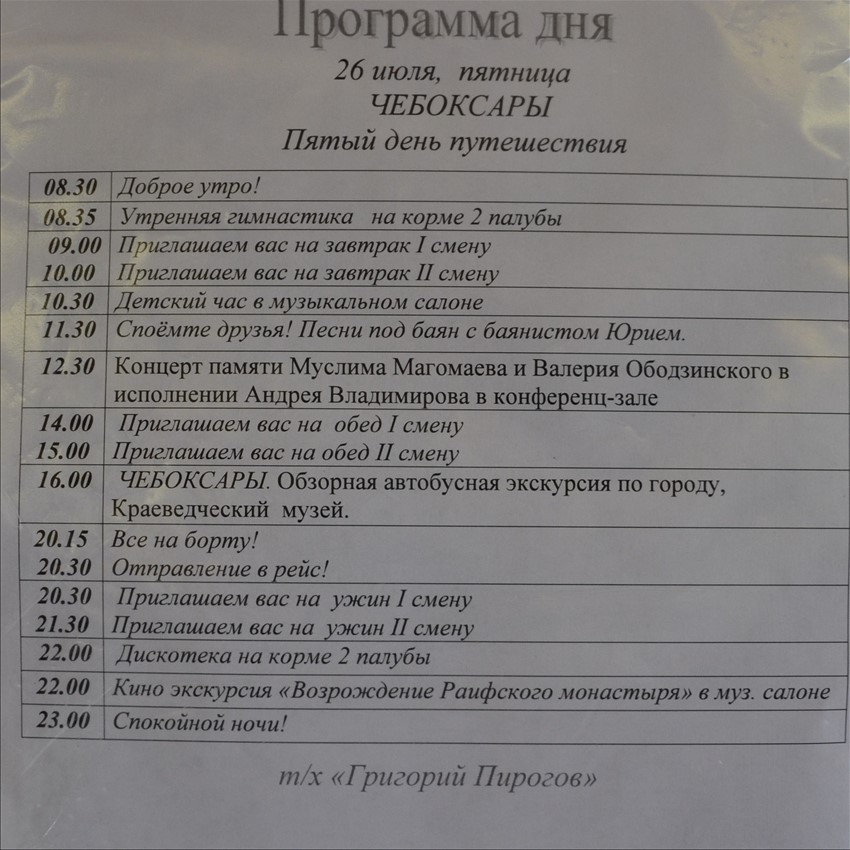 Программа дня
26 июля, пятница
ЧЕБОКСАРЫ
Пятый день путешествия
08.30 Доброе утро!
08.35 Утренняя гимнастика на корме 2 палубы
09.00 Приглашаем вас на завтрак I смену
10.00 Приглашаем вас на завтрак II смену
10.30 Детский час в музыкальном салоне
11.30 Споёмте друзья! Песни под баян с баянистом Юрием.
12.30 Концерт памяти Муслима Магомаева и Валерия Ободзинского в
исполнении Андрея Владимирова в конференц-зале
14.00 Приглашаем вас на обед I смену
15.00 Приглашаем вас на обед II смену
16.00 ЧЕБОКСАРЫ. Обзорная автобусная экскурсия по городу,
Краеведческий музей.
20.15 Все на борту!
20.30 Отправление в рейс!
20.30 Приглашаем вас на ужин I смену
21.30 Приглашаем вас на ужин II смену
22.00 Дискотека на корме 2 палубы
22.00 Кино экскурсия «Возрождение Раифского монастыря» в муз. салоне
23.00 Спокойной ночи!
т/х «Григорий Пирогов»